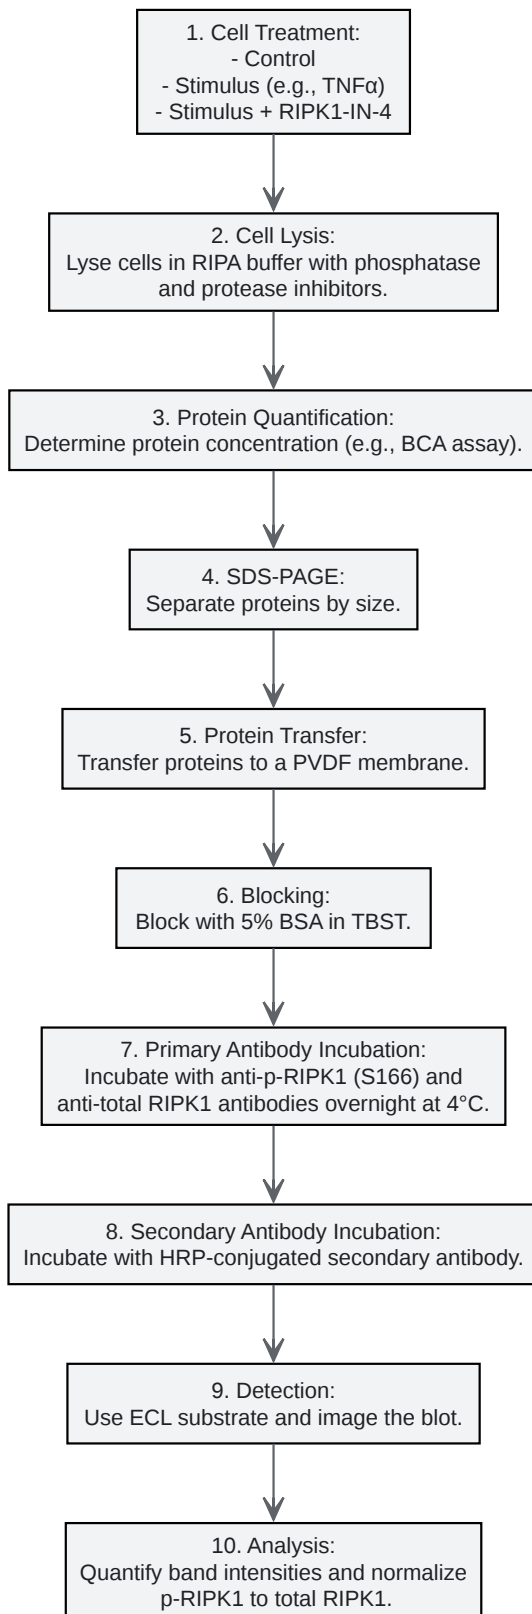 1. Cell Treatment:
- Control
- Stimulus (e.g., TNFα)
- Stimulus + RIPK1-IN-4
2. Cell Lysis:
Lyse cells in RIPA buffer with phosphatase
and protease inhibitors.
3. Protein Quantification:
Determine protein concentration (e.g., BCA assay).
4. SDS-PAGE:
Separate proteins by size.
5. Protein Transfer:
Transfer proteins to a PVDF membrane.
6. Blocking:
Block with 5% BSA in TBST.
7. Primary Antibody Incubation:
Incubate with anti-p-RIPK1 (S166) and
anti-total RIPK1 antibodies overnight at 4°C.
8. Secondary Antibody Incubation:
Incubate with HRP-conjugated secondary antibody.
9. Detection:
Use ECL substrate and image the blot.
10. Analysis:
Quantify band intensities and normalize
p-RIPK1 to total RIPK1.